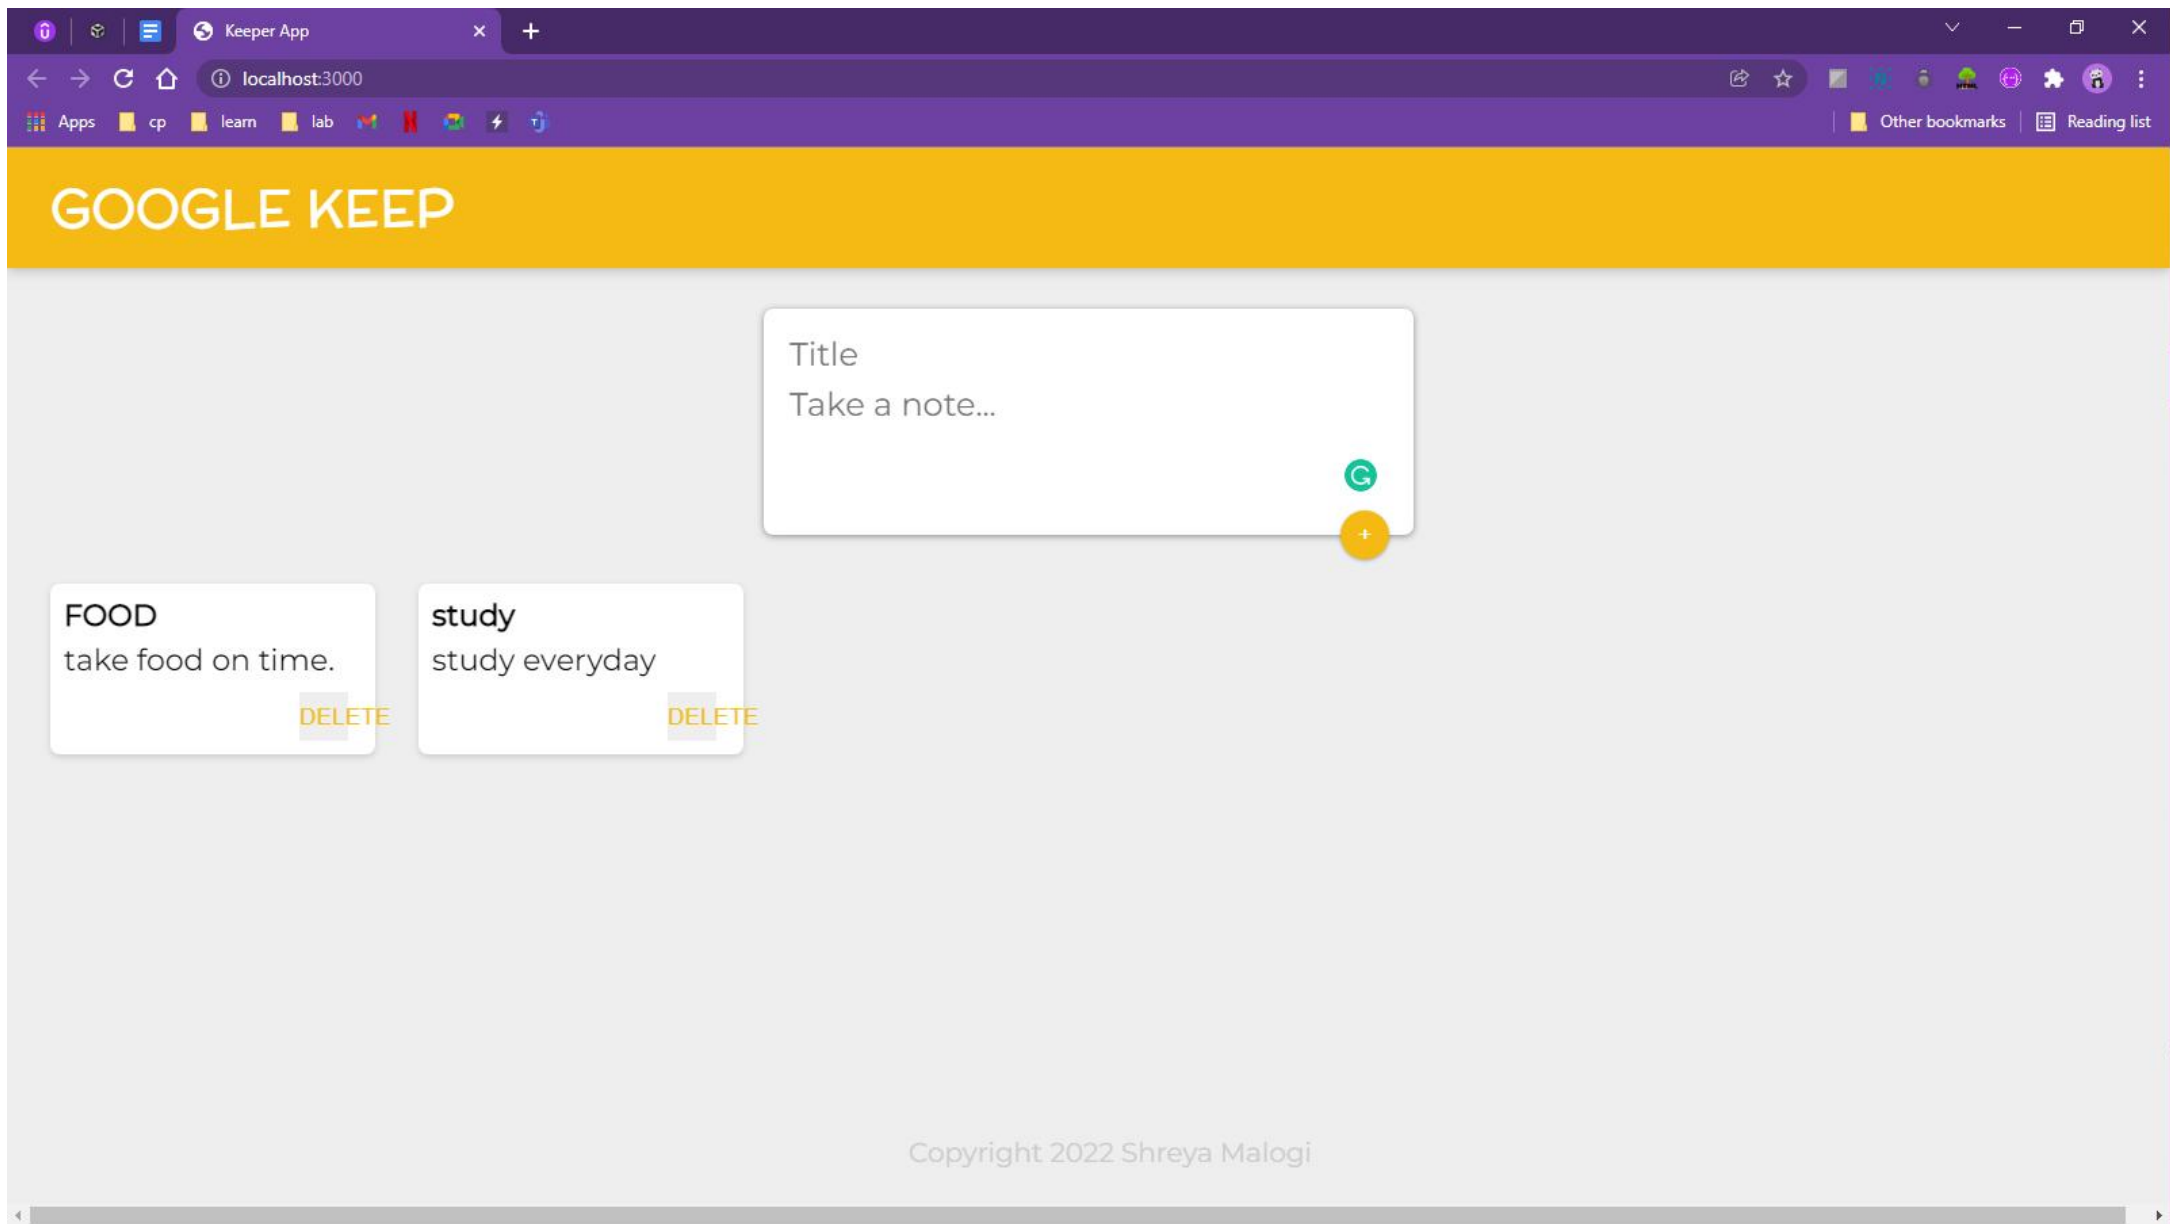 Keeper App
localhost:3000
Apps cp learn lab Other bookmarks Reading list
GOOGLE KEEP
Title
Take a note...
+
FOOD
take food on time.
DELETE
study
study everyday
DELETE
Copyright 2022 Shreya Malogi